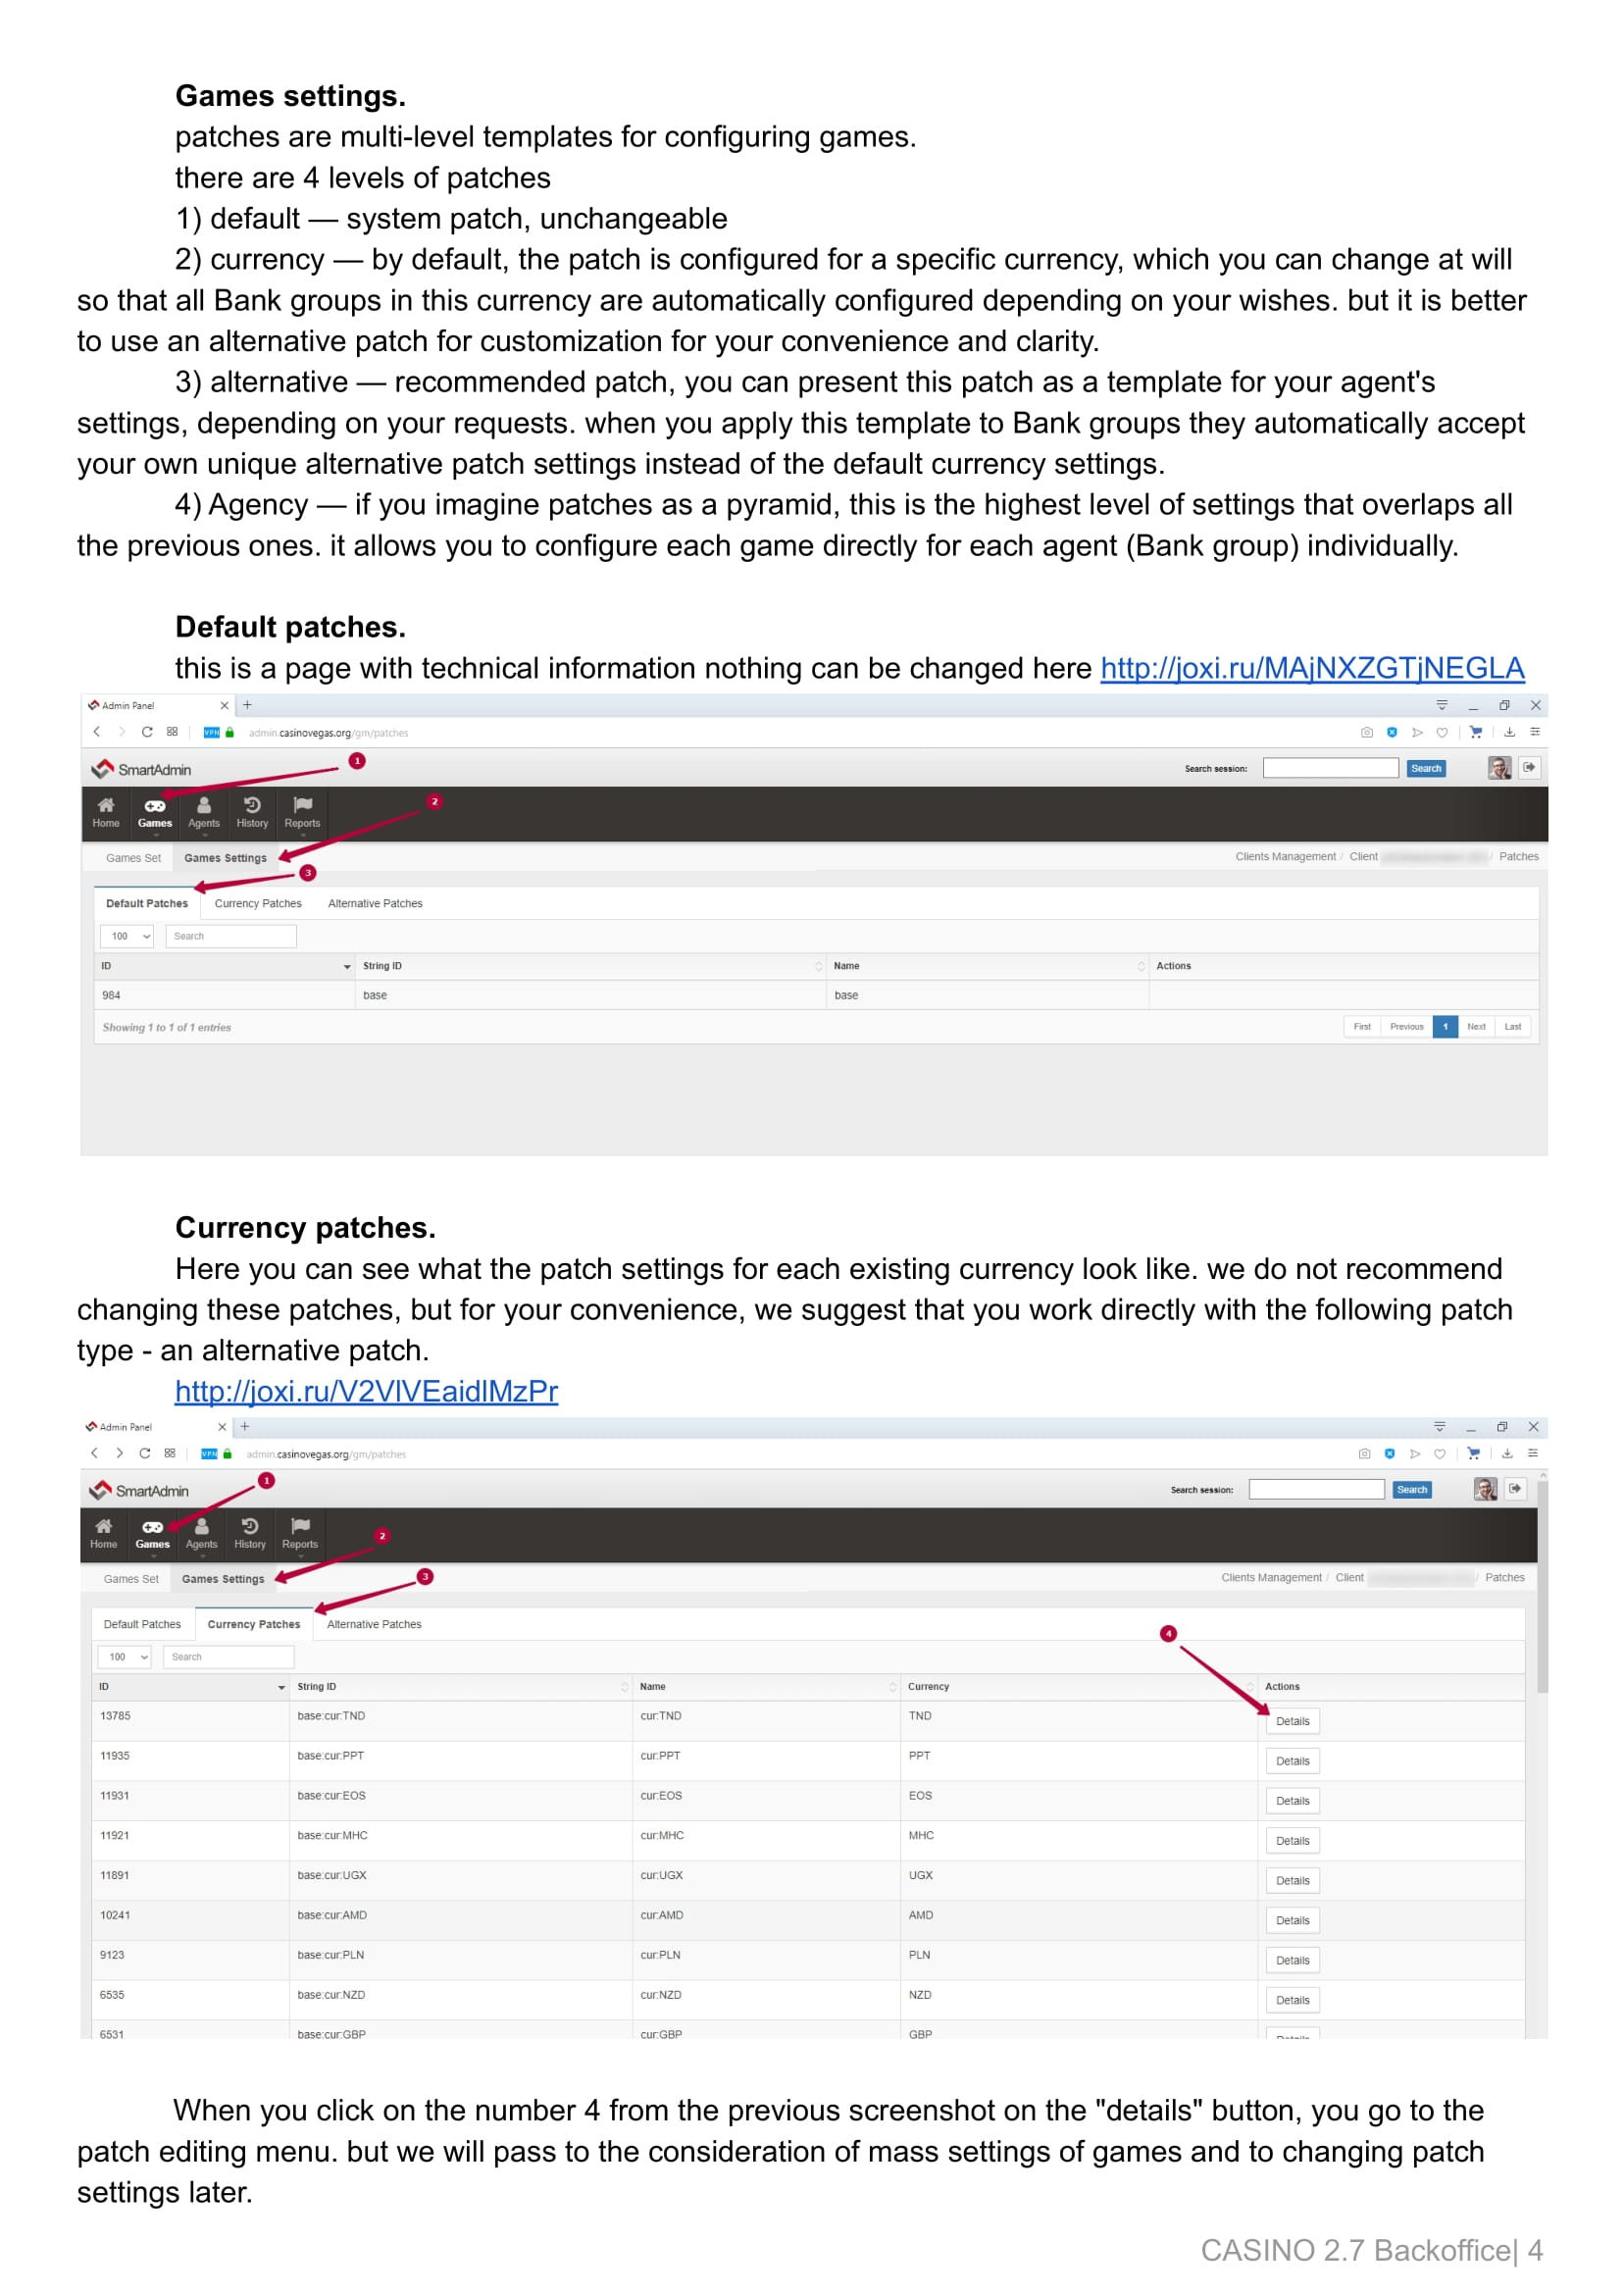 Games settings.
patches are multi-level templates for configuring games.
there are 4 levels of patches
1) default — system patch, unchangeable
2) currency — by default, the patch is configured for a specific currency, which you can change at will
so that all Bank groups in this currency are automatically configured depending on your wishes. but it is better
to use an alternative patch for customization for your convenience and clarity.
3) alternative — recommended patch, you can present this patch as a template for your agent's
settings, depending on your requests. when you apply this template to Bank groups they automatically accept
your own unique alternative patch settings instead of the default currency settings.
4) Agency — if you imagine patches as a pyramid, this is the highest level of settings that overlaps all
the previous ones. it allows you to configure each game directly for each agent (Bank group) individually.
Default patches.
this is a page with technical information nothing can be changed here http://joxi.ru/MAjNXZGTjNEGLA
Admin Panel
VPN admin.casinovegas.org/gm/patches
SmartAdmin 1 Search session: Search
2
Home Games Agents History Reports
Games Set Games Settings Clients Management / Client / Patches
3
Default Patches Currency Patches Alternative Patches
100 Search
ID String ID Name Actions
984 base base
Showing 1 to 1 of 1 entries First Previous 1 Next Last
Currency patches.
Here you can see what the patch settings for each existing currency look like. we do not recommend
changing these patches, but for your convenience, we suggest that you work directly with the following patch
type - an alternative patch.
http://joxi.ru/V2VlVEaidlMzPr
Admin Panel
VPN admin.casinovegas.org/gm/patches
SmartAdmin 1 Search session: Search
2
Home Games Agents History Reports
Games Set Games Settings 3 Clients Management / Client / Patches
Default Patches Currency Patches Alternative Patches 4
100 Search
ID String ID Name Currency Actions
13785 base:cur:TND cur:TND TND Details
11935 base:cur:PPT cur:PPT PPT Details
11931 base:cur:EOS cur:EOS EOS Details
11921 base:cur:MHC cur:MHC MHC Details
11891 base:cur:UGX cur:UGX UGX Details
10241 base:cur:AMD cur:AMD AMD Details
9123 base:cur:PLN cur:PLN PLN Details
6535 base:cur:NZD cur:NZD NZD Details
6531 base:cur:GBP cur:GBP GBP Details
When you click on the number 4 from the previous screenshot on the "details" button, you go to the
patch editing menu. but we will pass to the consideration of mass settings of games and to changing patch
settings later.
CASINO 2.7 Backoffice| 4